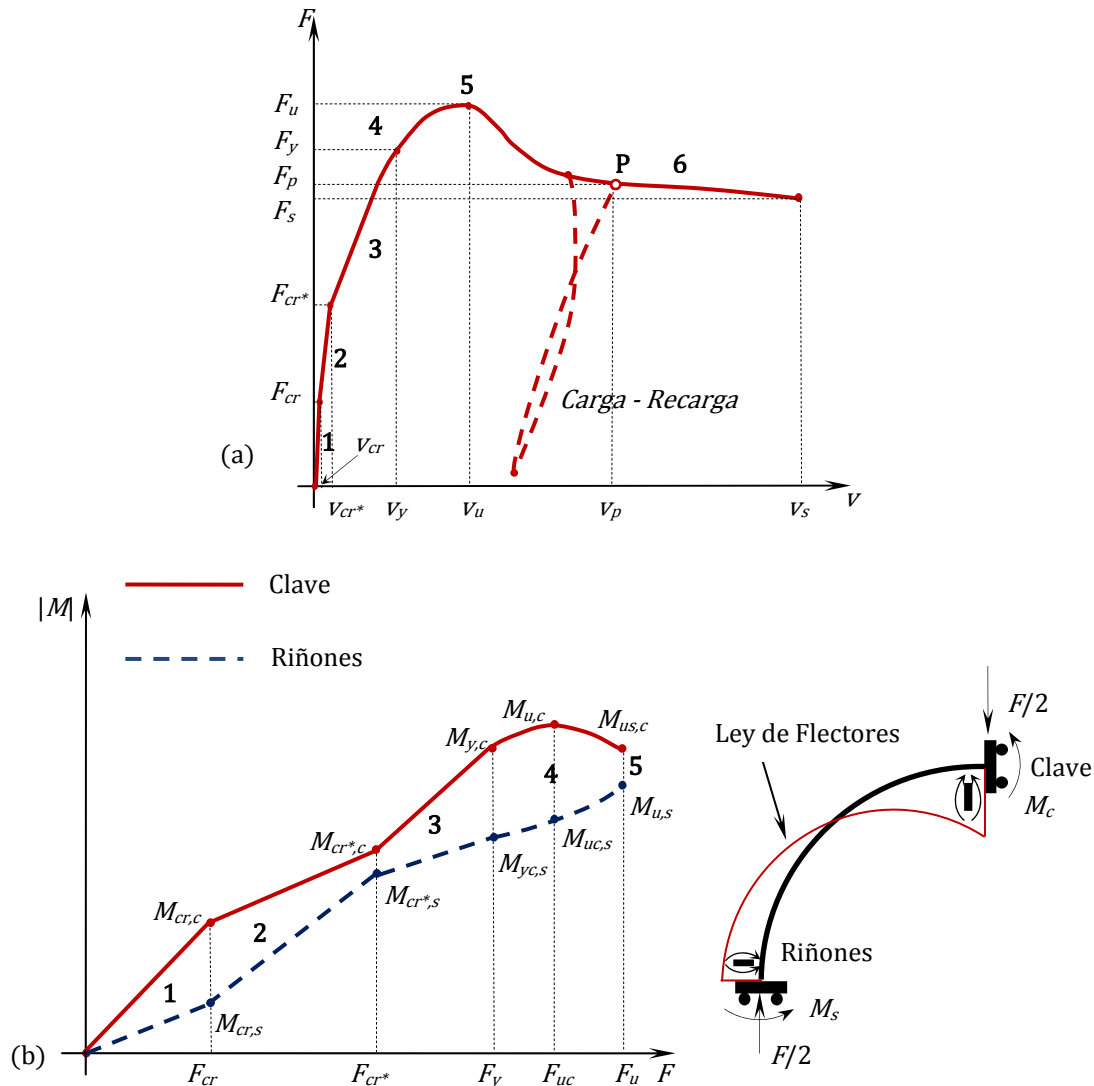 F
5
F_u
4
F_y
P
6
F_p
F_s
3
F_cr*
2
F_cr
Carga - Recarga
1
v_cr
(a)
v_cr* v_y v_u v_p v_s v
Clave
|M|
Riñones
M_u,c
M_us,c
M_y,c
4
5
M_u,s
3
M_cr*,c
M_uc,s
M_yc,s
M_cr*,s
M_cr,c
2
1
M_cr,s
(b)
F_cr F_cr* F_y F_uc F_u F
F/2
Ley de Flectores
Clave
M_c
Riñones
M_s
F/2